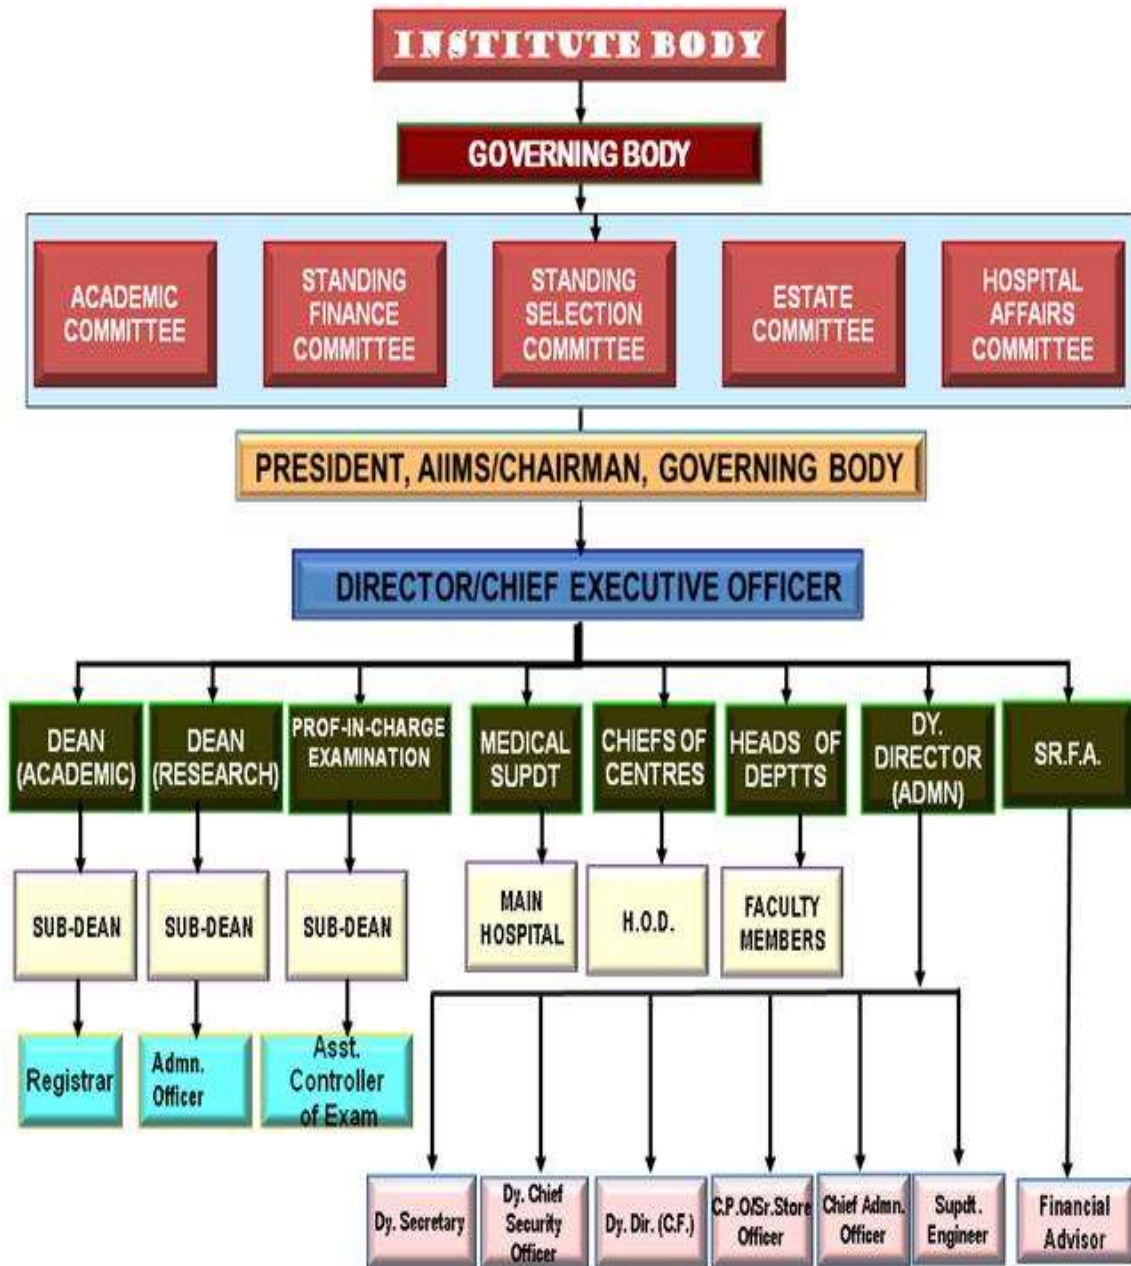 INSTITUTE BODY
GOVERNING BODY
ACADEMIC
COMMITTEE
STANDING
FINANCE
COMMITTEE
STANDING
SELECTION
COMMITTEE
ESTATE
COMMITTEE
HOSPITAL
AFFAIRS
COMMITTEE
PRESIDENT, AIIMS/CHAIRMAN, GOVERNING BODY
DIRECTOR/CHIEF EXECUTIVE OFFICER
DEAN
(ACADEMIC)
DEAN
(RESEARCH)
PROF-IN-CHARGE
EXAMINATION
MEDICAL
SUPDT
CHIEFS OF
CENTRES
HEADS OF
DEPTTS
DY.
DIRECTOR
(ADMN)
SR.F.A.
SUB-DEAN
SUB-DEAN
SUB-DEAN
MAIN
HOSPITAL
H.O.D.
FACULTY
MEMBERS
Registrar
Admn.
Officer
Asst.
Controller
of Exam
Dy. Secretary
Dy. Chief
Security
Officer
Dy. Dir. (C.F.)
C.P.O/Sr.Store
Officer
Chief Admn.
Officer
Supdt.
Engineer
Financial
Advisor